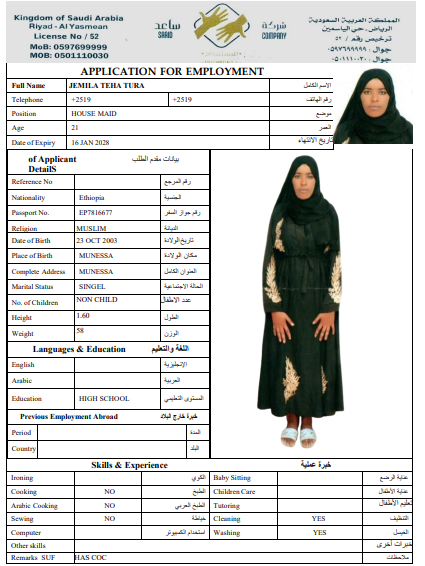 Kingdom of Saudi Arabia
Riyad - Al Yasmean
License No / 52
MoB: 0597699999
MOB: 0501110030
ساعد
SAAID
شركة
COMPANY
المملكة العربية السعودية
الرياض - حي الياسمين
ترخيص رقم / ٥٢
جوال : ٠٥٩٧٦٩٩٩٩٩
جوال : ٠٥٠١١١٠٠٣٠
APPLICATION FOR EMPLOYMENT
Full Name JEMILA TEHA TURA الاسم الكامل
Telephone +2519 +2519 رقم الهاتف
Position HOUSE MAID موضع
Age 21 العمر
Date of Expiry 16 JAN 2028 تاريخ الانتهاء
of Applicant بيانات مقدم الطلب
DetailS
Reference No رقم المرجع
Nationality Ethiopia الجنسية
Passport No. EP7816677 رقم جواز السفر
Religion MUSLIM الديانة
Date of Birth 23 OCT 2003 تاريخ الولادة
Place of Birth MUNESSA مكان الولادة
Complete Address MUNESSA العنوان الكامل
Marital Status SINGEL الحالة الاجتماعية
No. of Children NON CHILD عدد الاطفال
Height 1.60 الطول
Weight 58 الوزن
Languages & Education اللغة والتعليم
English الإنجليزية
Arabic العربية
Education HIGH SCHOOL المستوى التعليمي
Previous Employment Abroad خبرة خارج البلاد
Period المدة
Country البلد
Skills & Experience خبرة عملية
Ironing الكوي Baby Sitting عناية الرضع
Cooking NO الطبخ Children Care عناية الأطفال
Arabic Cooking NO الطبخ العربي Tutoring تعليم الأطفال
Sewing NO خياطة Cleaning YES التنظيف
Computer استخدام الكمبيوتر Washing YES الغسيل
Other skills خبرات أخرى
Remarks SUF HAS COC ملاحظات